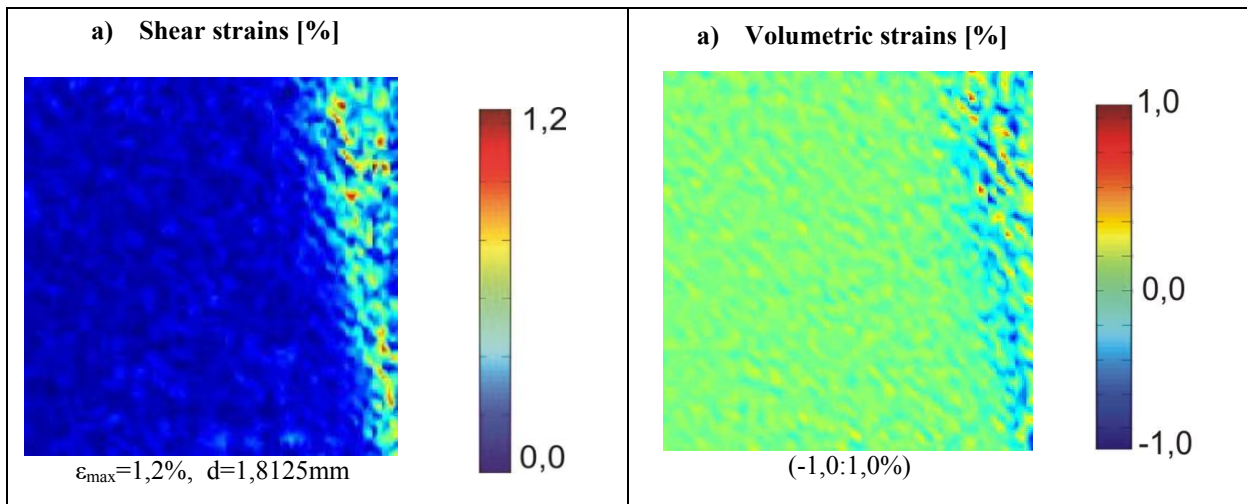 a) Shear strains [%]
1,2
0,0
εmax=1,2%, d=1,8125mm
a) Volumetric strains [%]
1,0
0,0
-1,0
(-1,0:1,0%)